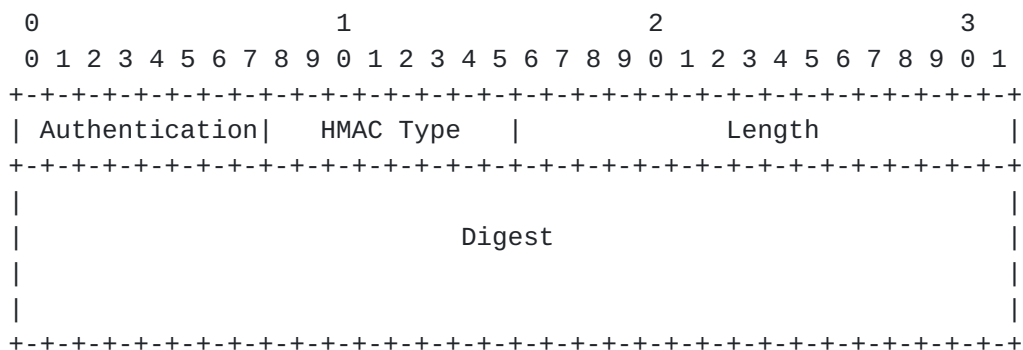 0                   1                   2                   3
 0 1 2 3 4 5 6 7 8 9 0 1 2 3 4 5 6 7 8 9 0 1 2 3 4 5 6 7 8 9 0 1
+-+-+-+-+-+-+-+-+-+-+-+-+-+-+-+-+-+-+-+-+-+-+-+-+-+-+-+-+-+-+-+-+
| Authentication|   HMAC Type   |             Length            |
+-+-+-+-+-+-+-+-+-+-+-+-+-+-+-+-+-+-+-+-+-+-+-+-+-+-+-+-+-+-+-+-+
|                                                               |
|                            Digest                             |
|                                                               |
|                                                               |
+-+-+-+-+-+-+-+-+-+-+-+-+-+-+-+-+-+-+-+-+-+-+-+-+-+-+-+-+-+-+-+-+